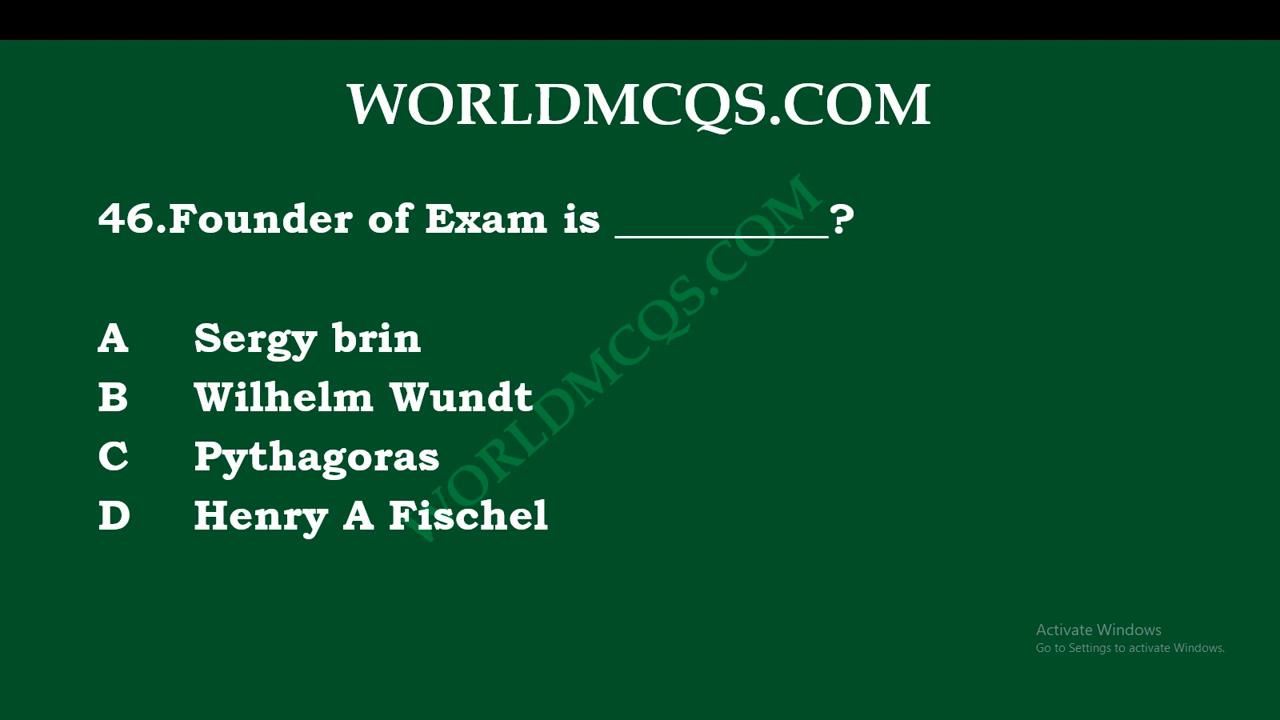 WORLDMCQS.COM
46.Founder of Exam is __________?
A Sergy brin
B Wilhelm Wundt
C Pythagoras
D Henry A Fischel
WORLDMCQS.COM
Activate Windows
Go to Settings to activate Windows.